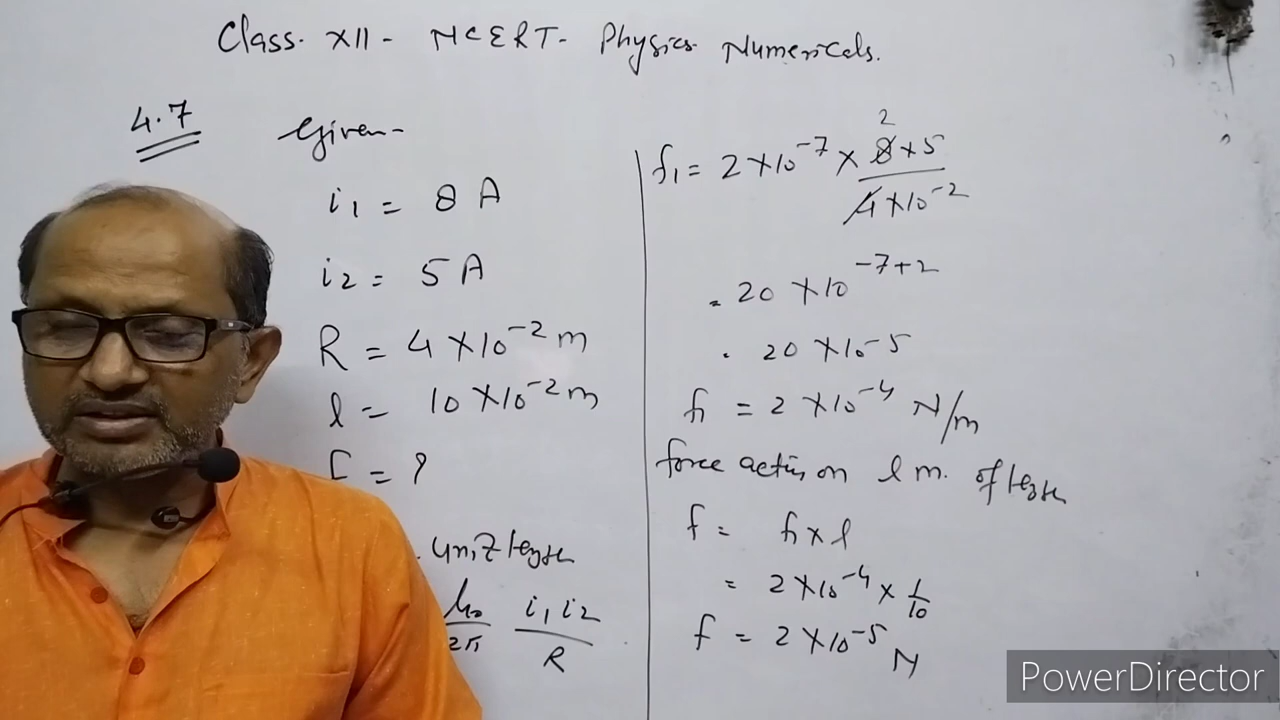 Class. XII - NCERT- Physics Numericals.
4.7 Given-
i1 = 8 A
i2 = 5 A
R = 4 × 10^-2 m
l = 10 × 10^-2 m
F = ?
. unit length
μ0/2π i1 i2/R
f1 = 2 × 10^-7 × 8 × 5 / 4 × 10^-2
2
= 20 × 10^-7+2
= 20 × 10^-5
f1 = 2 × 10^-4 N/m
force acting on l m. of length
f = f1 × l
= 2 × 10^-4 × 1/10
f = 2 × 10^-5 N
PowerDirector